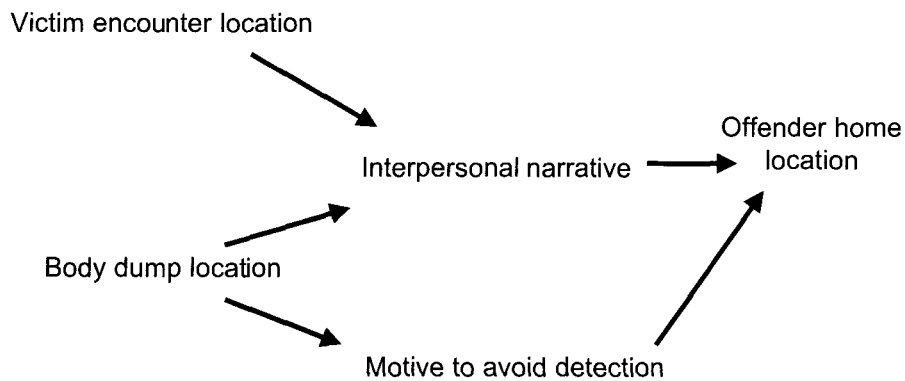 Victim encounter location
Offender home
location
Interpersonal narrative
Body dump location
Motive to avoid detection